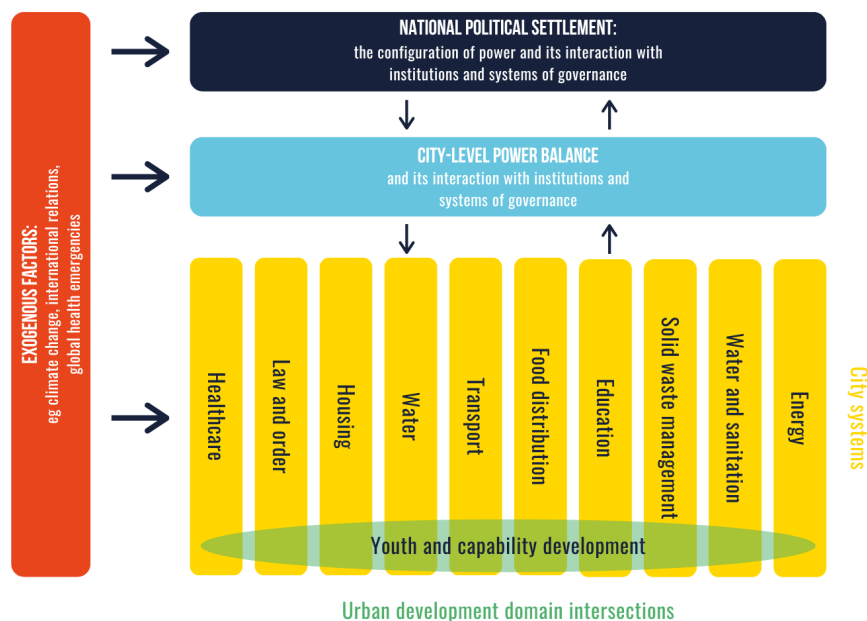 NATIONAL POLITICAL SETTLEMENT:
the configuration of power and its interaction with
institutions and systems of governance
EXOGENOUS FACTORS:
eg climate change, international relations,
global health emergencies
CITY-LEVEL POWER BALANCE
and its interaction with institutions and
systems of governance
Healthcare
Law and order
Housing
Water
Transport
Food distribution
Education
Solid waste management
Water and sanitation
Energy
City systems
Youth and capability development
Urban development domain intersections